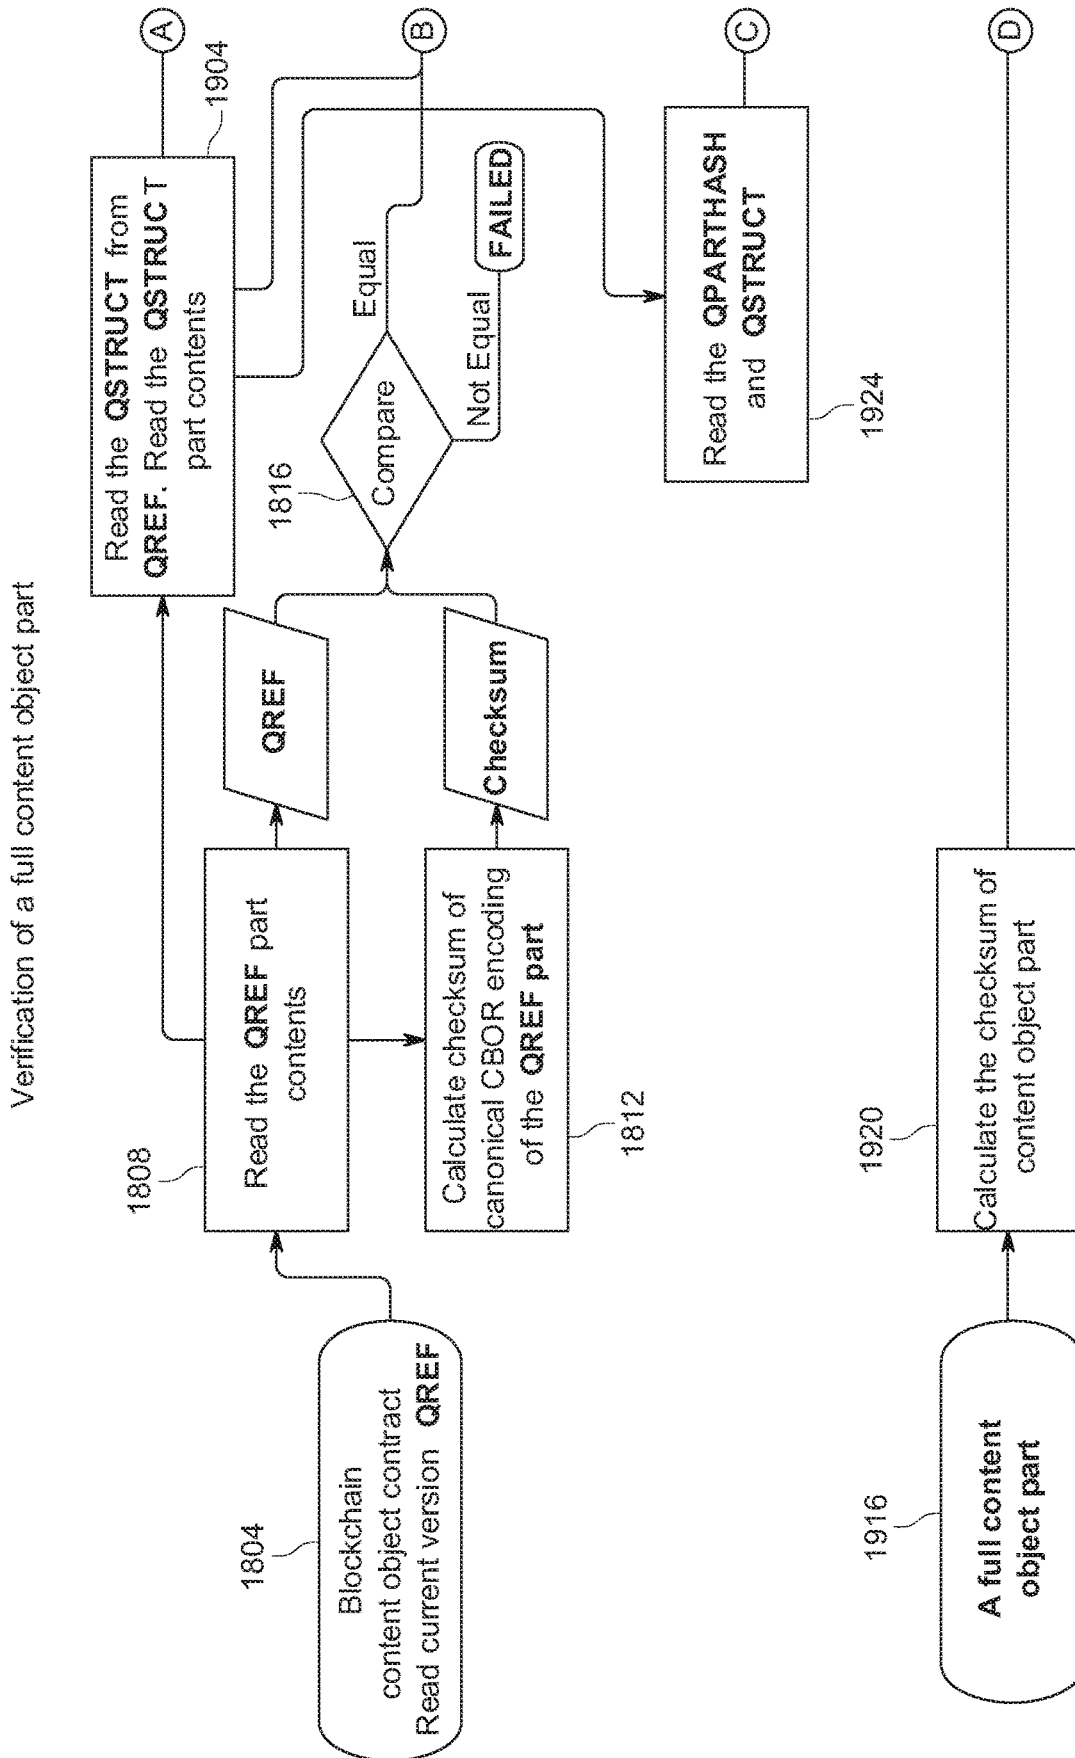 Verification of a full content object part
1804
Blockchain
content object contract
Read current version QREF
1808
Read the QREF part
contents
Calculate checksum of
canonical CBOR encoding
of the QREF part
1812
QREF
Checksum
1816
Compare
Equal
Not Equal
FAILED
Read the QSTRUCT from
QREF. Read the QSTRUCT
part contents
1904
Read the QPARTHASH
and QSTRUCT
1924
1916
A full content
object part
1920
Calculate the checksum of
content object part
A
B
C
D